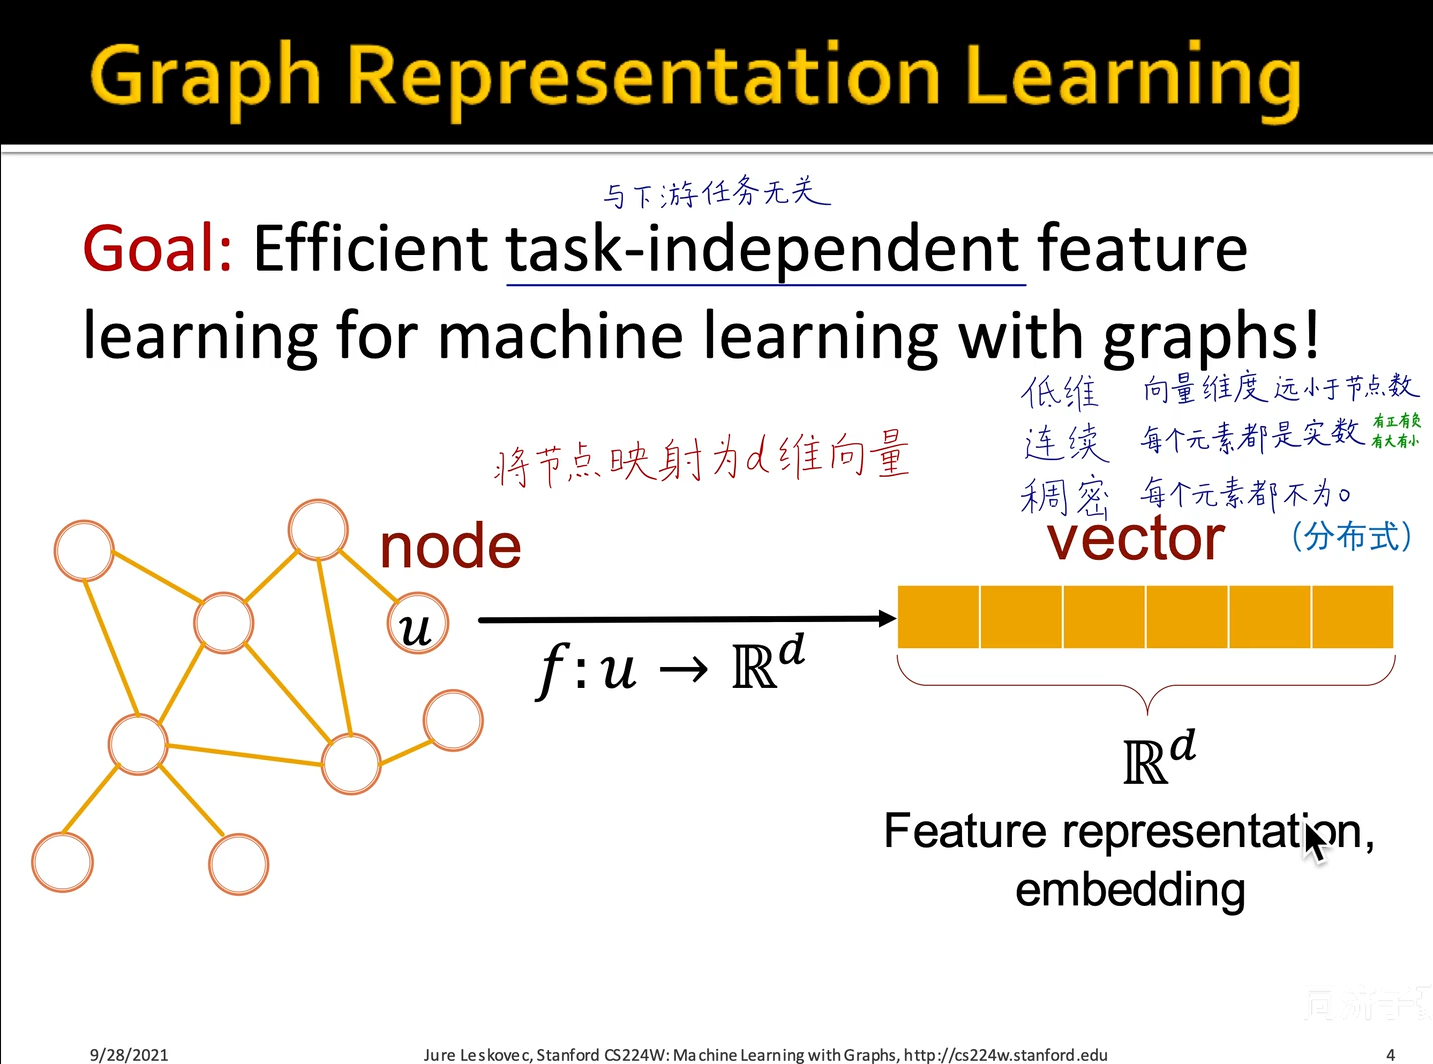 Graph Representation Learning
与下游任务无关
Goal: Efficient task-independent feature
learning for machine learning with graphs!
低维 向量维度远小于节点数
连续 每个元素都是实数 有正有负
有大有小
稠密 每个元素都不为0
将节点映射为d维向量
node
vector (分布式)
u
f: u → ℝᵈ
ℝᵈ
Feature representation,
embedding
9/28/2021 Jure Leskovec, Stanford CS224W: Machine Learning with Graphs, http://cs224w.stanford.edu 4